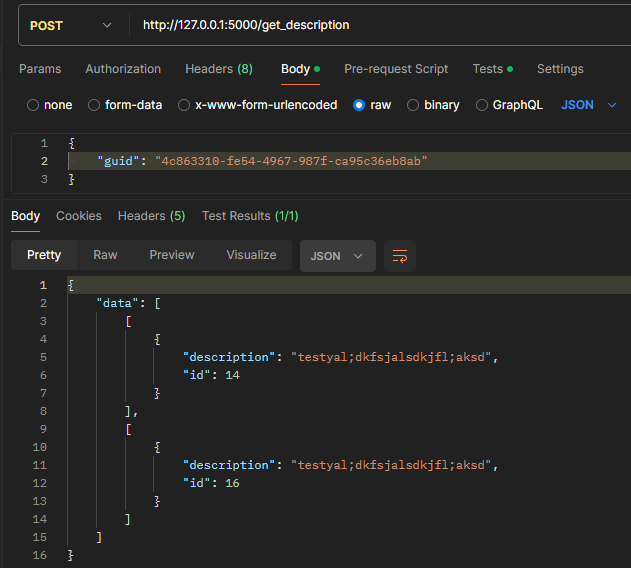 POST http://127.0.0.1:5000/get_description
Params Authorization Headers (8) Body Pre-request Script Tests Settings
none form-data x-www-form-urlencoded raw binary GraphQL JSON
1 {
2 "guid": "4c863310-fe54-4967-987f-ca95c36eb8ab"
3 }
Body Cookies Headers (5) Test Results (1/1)
Pretty Raw Preview Visualize JSON
1 {
2 "data": [
3 [
4 {
5 "description": "testyal;dkfsjalsdkjfl;aksd",
6 "id": 14
7 }
8 ],
9 [
10 {
11 "description": "testyal;dkfsjalsdkjfl;aksd",
12 "id": 16
13 }
14 ]
15 ]
16 }